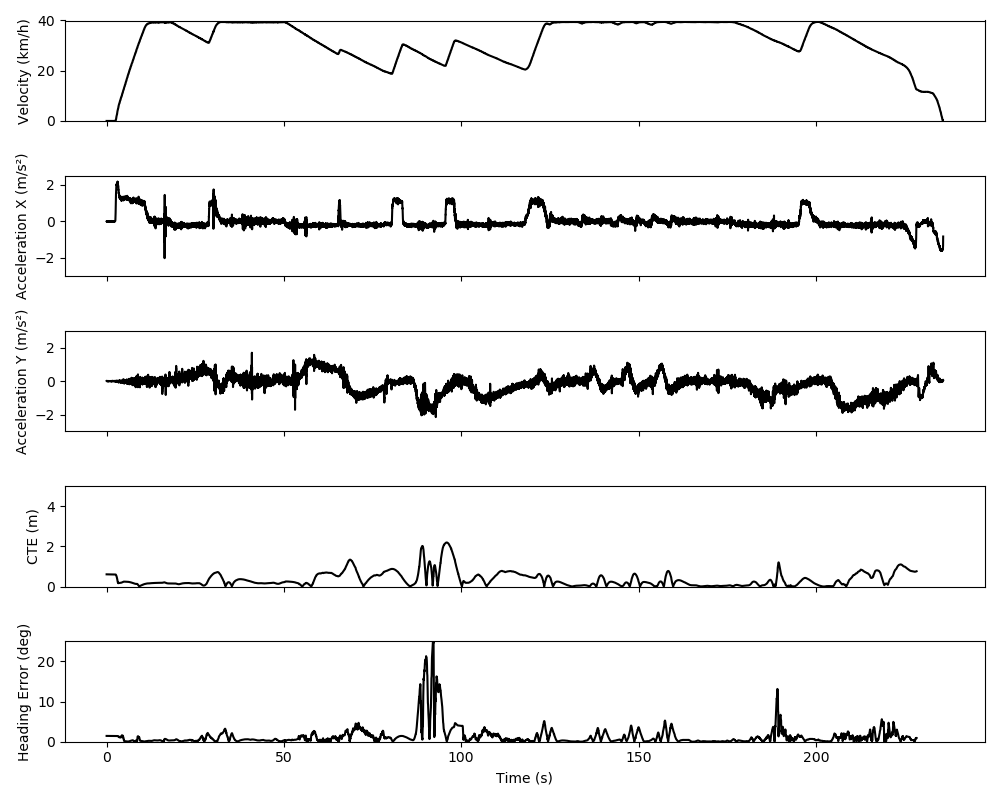 Velocity (km/h)
40
20
0
Acceleration X (m/s²)
2
0
−2
Acceleration Y (m/s²)
2
0
−2
CTE (m)
4
2
0
Heading Error (deg)
20
10
0
0 50 100 150 200
Time (s)